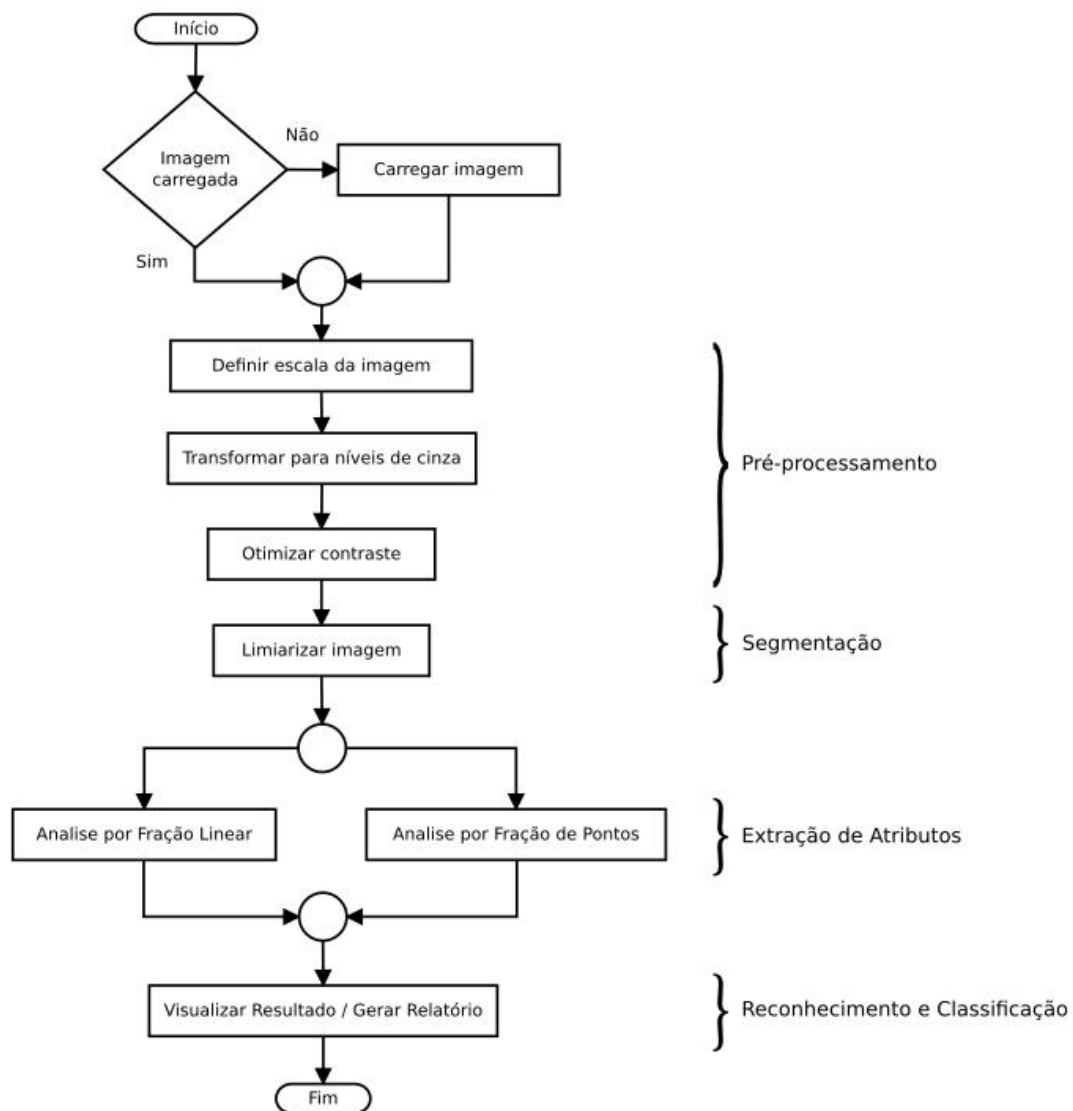 Início
Imagem
carregada
Não
Carregar imagem
Sim
Definir escala da imagem
Transformar para níveis de cinza
Pré-processamento
Otimizar contraste
Limiarizar imagem
Segmentação
Analise por Fração Linear
Analise por Fração de Pontos
Extração de Atributos
Visualizar Resultado / Gerar Relatório
Reconhecimento e Classificação
Fim